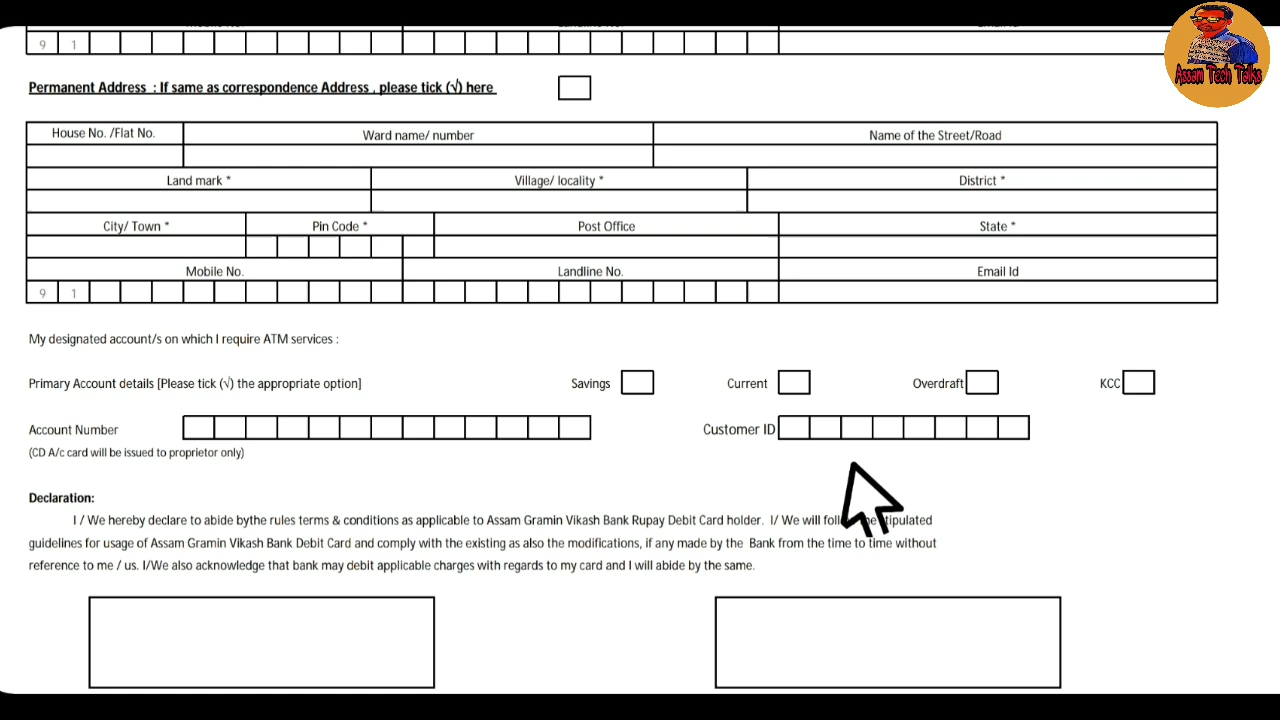 Email Id
9 1
Assam Tech Talks
Permanent Address : If same as correspondence Address , please tick (√) here
House No. /Flat No. Ward name/ number Name of the Street/Road
Land mark * Village/ locality * District *
City/ Town * Pin Code * Post Office State *
Mobile No. Landline No. Email Id
9 1
My designated account/s on which I require ATM services :
Primary Account details [Please tick (√) the appropriate option] Savings Current Overdraft KCC
Account Number Customer ID
(CD A/c card will be issued to proprietor only)
Declaration:
I / We hereby declare to abide bythe rules terms & conditions as applicable to Assam Gramin Vikash Bank Rupay Debit Card holder. I/ We will
guidelines for usage of Assam Gramin Vikash Bank Debit Card and comply with the existing as also the modifications, if any made by the Bank from the time to time without
reference to me / us. I/We also acknowledge that bank may debit applicable charges with regards to my card and I will abide by the same.